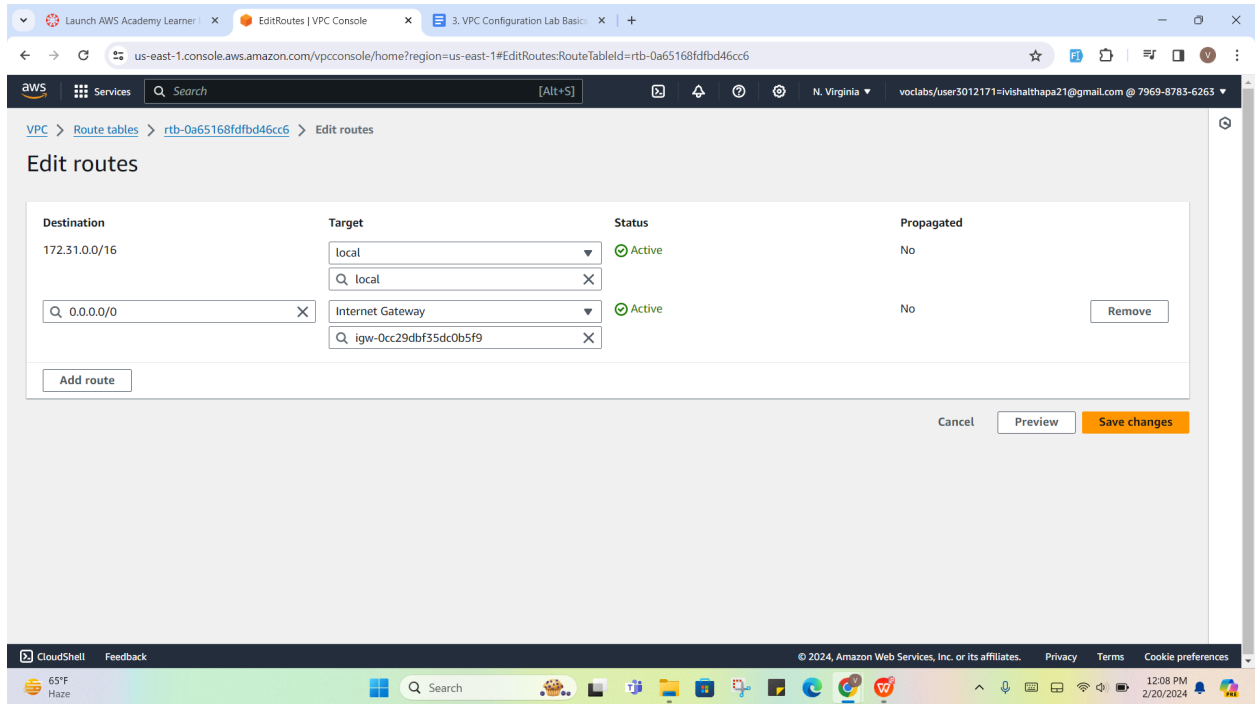 Launch AWS Academy Learner
EditRoutes | VPC Console
3. VPC Configuration Lab Basics
us-east-1.console.aws.amazon.com/vpcconsole/home?region=us-east-1#EditRoutes:RouteTableId=rtb-0a65168fdfbd46cc6
V
aws Services Search [Alt+S] N. Virginia voclabs/user3012171=ivishalthapa21@gmail.com @ 7969-8783-6263
VPC > Route tables > rtb-0a65168fdfbd46cc6 > Edit routes
Edit routes
Destination Target Status Propagated
172.31.0.0/16 local Active No
local
0.0.0.0/0 Internet Gateway Active No Remove
igw-0cc29dbf35dc0b5f9
Add route
Cancel Preview Save changes
CloudShell Feedback © 2024, Amazon Web Services, Inc. or its affiliates. Privacy Terms Cookie preferences
65°F
Haze
Search
12:08 PM
2/20/2024